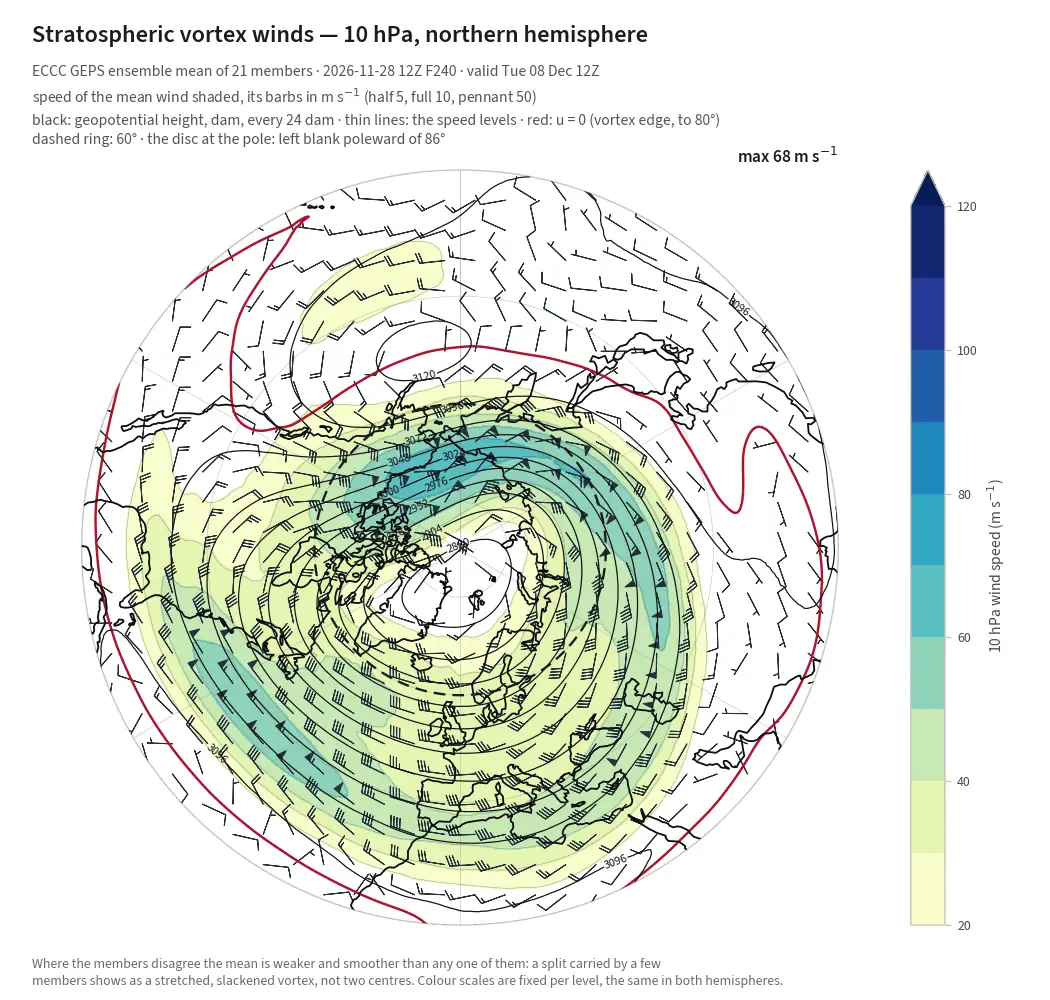 Stratospheric vortex winds — 10 hPa, northern hemisphere
ECCC GEPS ensemble mean of 21 members · 2026-11-28 12Z F240 · valid Tue 08 Dec 12Z
speed of the mean wind shaded, its barbs in m s⁻¹ (half 5, full 10, pennant 50)
black: geopotential height, dam, every 24 dam · thin lines: the speed levels · red: u = 0 (vortex edge, to 80°)
dashed ring: 60° · the disc at the pole: left blank poleward of 86°
max 68 m s⁻¹
120
100
80
60
40
20
10 hPa wind speed (m s⁻¹)
3096
3120
2976
3096
3096
Where the members disagree the mean is weaker and smoother than any one of them: a split carried by a few
members shows as a stretched, slackened vortex, not two centres. Colour scales are fixed per level, the same in both hemispheres.